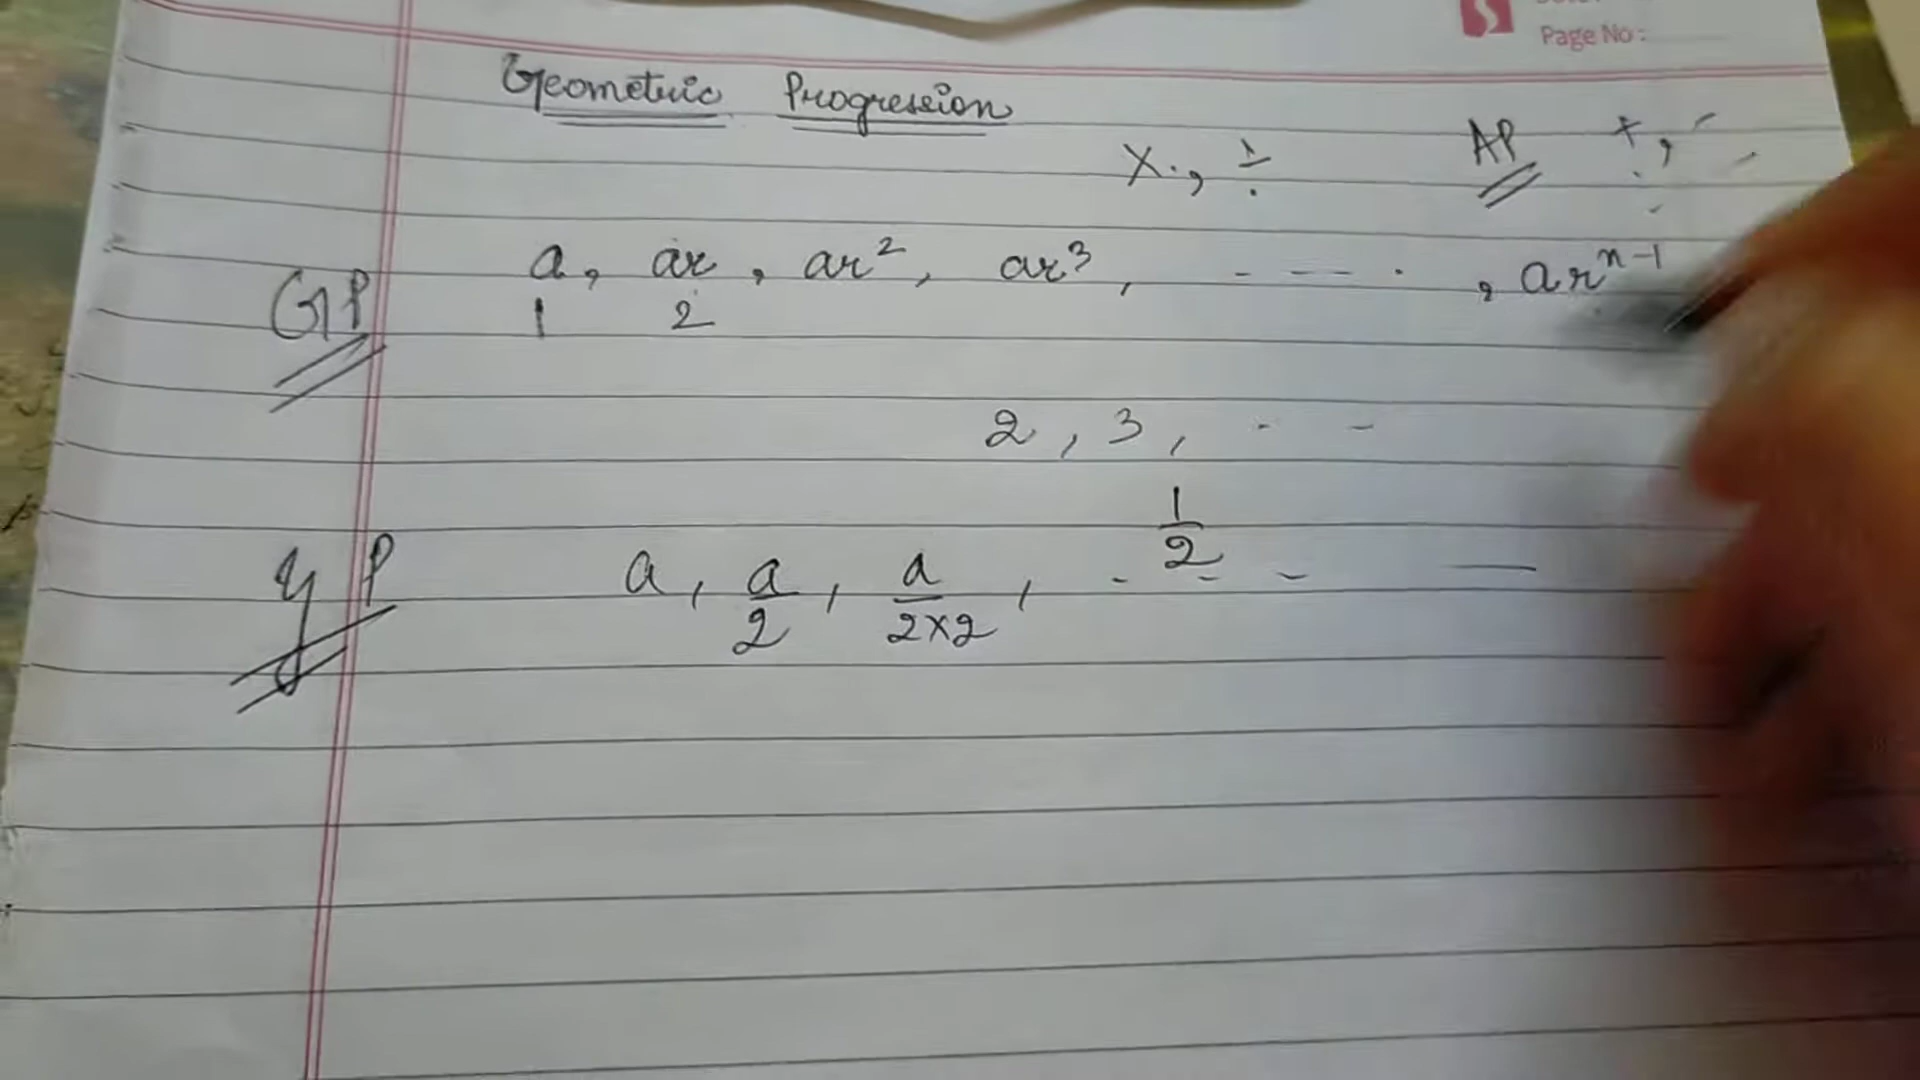 Page No:
Geometric Progression
×, ÷ AP +, -
GP a, ar, ar², ar³, - - - ·, arⁿ⁻¹
1 2
2, 3, - -
1/2
GP a, a/2, a/2×2, - - - —